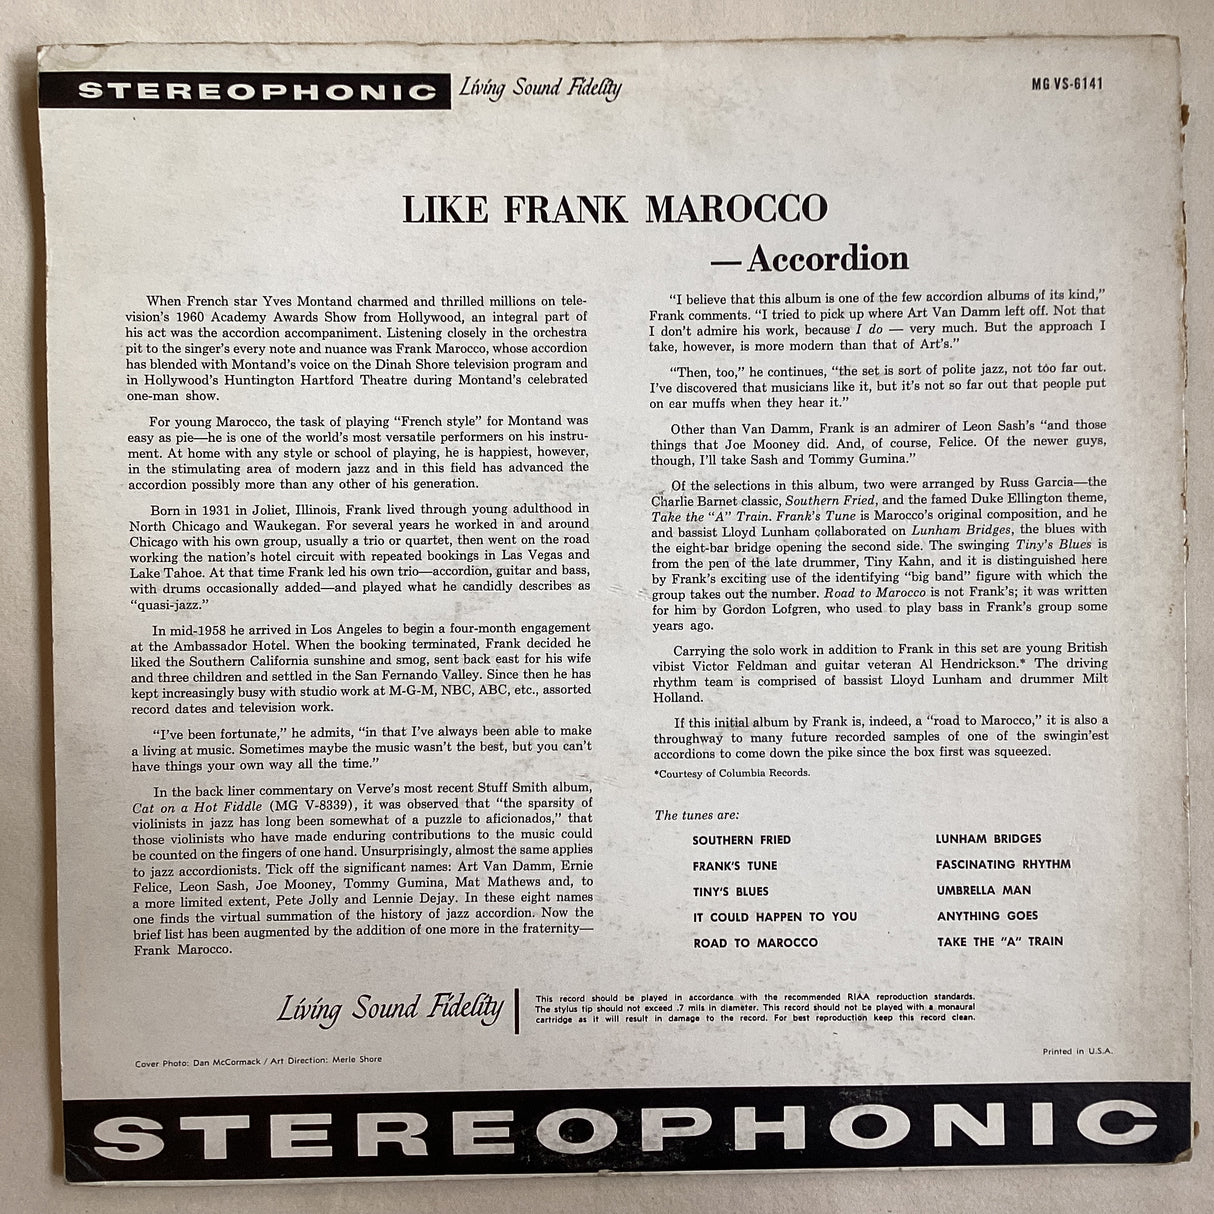 STEREOPHONIC Living Sound Fidelity
MG VS-6141
LIKE FRANK MAROCCO
—Accordion
When French star Yves Montand charmed and thrilled millions on tele-
vision's 1960 Academy Awards Show from Hollywood, an integral part of
his act was the accordion accompaniment. Listening closely in the orchestra
pit to the singer's every note and nuance was Frank Marocco, whose accordion
has blended with Montand's voice on the Dinah Shore television program and
in Hollywood's Huntington Hartford Theatre during Montand's celebrated
one-man show.
For young Marocco, the task of playing "French style" for Montand was
easy as pie—he is one of the world's most versatile performers on his instru-
ment. At home with any style or school of playing, he is happiest, however,
in the stimulating area of modern jazz and in this field has advanced the
accordion possibly more than any other of his generation.
Born in 1931 in Joliet, Illinois, Frank lived through young adulthood in
North Chicago and Waukegan. For several years he worked in and around
Chicago with his own group, usually a trio or quartet, then went on the road
working the nation's hotel circuit with repeated bookings in Las Vegas and
Lake Tahoe. At that time Frank led his own trio—accordion, guitar and bass,
with drums occasionally added—and played what he candidly describes as
"quasi-jazz."
In mid-1958 he arrived in Los Angeles to begin a four-month engagement
at the Ambassador Hotel. When the booking terminated, Frank decided he
liked the Southern California sunshine and smog, sent back east for his wife
and three children and settled in the San Fernando Valley. Since then he has
kept increasingly busy with studio work at M-G-M, NBC, ABC, etc., assorted
record dates and television work.
"I've been fortunate," he admits, "in that I've always been able to make
a living at music. Sometimes maybe the music wasn't the best, but you can't
have things your own way all the time."
In the back liner commentary on Verve's most recent Stuff Smith album,
Cat on a Hot Fiddle (MG V-8339), it was observed that "the sparsity of
violinists in jazz has long been somewhat of a puzzle to aficionados," that
those violinists who have made enduring contributions to the music could
be counted on the fingers of one hand. Unsurprisingly, almost the same applies
to jazz accordionists. Tick off the significant names: Art Van Damm, Ernie
Felice, Leon Sash, Joe Mooney, Tommy Gumina, Mat Mathews and, to
a more limited extent, Pete Jolly and Lennie Dejay. In these eight names
one finds the virtual summation of the history of jazz accordion. Now the
brief list has been augmented by the addition of one more in the fraternity—
Frank Marocco.
"I believe that this album is one of the few accordion albums of its kind,"
Frank comments. "I tried to pick up where Art Van Damm left off. Not that
I don't admire his work, because I do — very much. But the approach I
take, however, is more modern than that of Art's."
"Then, too," he continues, "the set is sort of polite jazz, not too far out.
I've discovered that musicians like it, but it's not so far out that people put
on ear muffs when they hear it."
Other than Van Damm, Frank is an admirer of Leon Sash's "and those
things that Joe Mooney did. And, of course, Felice. Of the newer guys,
though, I'll take Sash and Tommy Gumina."
Of the selections in this album, two were arranged by Russ Garcia—the
Charlie Barnet classic, Southern Fried, and the famed Duke Ellington theme,
Take the "A" Train. Frank's Tune is Marocco's original composition, and he
and bassist Lloyd Lunham collaborated on Lunham Bridges, the blues with
the eight-bar bridge opening the second side. The swinging Tiny's Blues is
from the pen of the late drummer, Tiny Kahn, and it is distinguished here
by Frank's exciting use of the identifying "big band" figure with which the
group takes out the number. Road to Marocco is not Frank's; it was written
for him by Gordon Lofgren, who used to play bass in Frank's group some
years ago.
Carrying the solo work in addition to Frank in this set are young British
vibist Victor Feldman and guitar veteran Al Hendrickson.* The driving
rhythm team is comprised of bassist Lloyd Lunham and drummer Milt
Holland.
If this initial album by Frank is, indeed, a "road to Marocco," it is also a
throughway to many future recorded samples of one of the swingin'est
accordions to come down the pike since the box first was squeezed.
*Courtesy of Columbia Records.
The tunes are:
SOUTHERN FRIED
FRANK'S TUNE
TINY'S BLUES
IT COULD HAPPEN TO YOU
ROAD TO MAROCCO
LUNHAM BRIDGES
FASCINATING RHYTHM
UMBRELLA MAN
ANYTHING GOES
TAKE THE "A" TRAIN
Living Sound Fidelity
This record should be played in accordance with the recommended RIAA reproduction standards.
The stylus tip should not exceed .7 mils in diameter. This record should not be played with a monaural
cartridge as it will result in damage to the record. For best reproduction keep this record clean.
Cover Photo: Dan McCormack / Art Direction: Merle Shore
Printed in U.S.A.
STEREOPHONIC